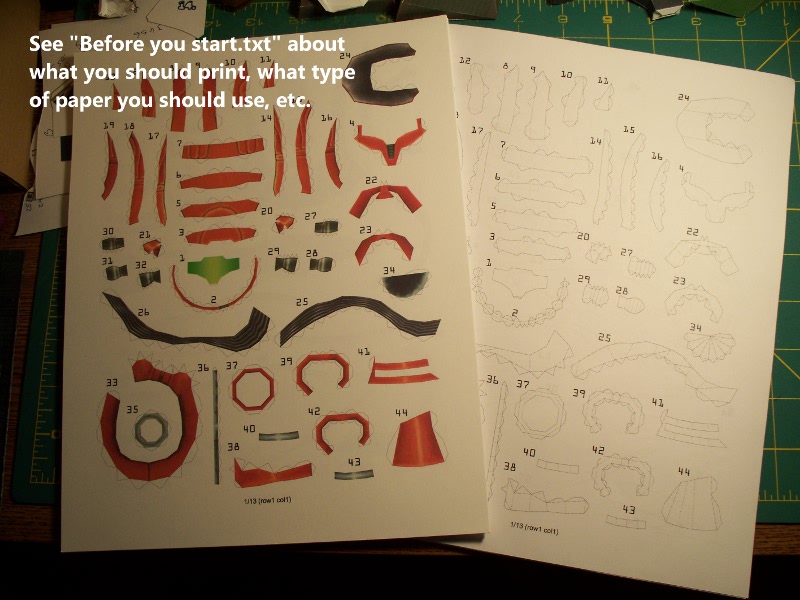 See "Before you start.txt" about
what you should print, what type
of paper you should use, etc.
9 10 11 24
19 18 17 14 16 4
7
6 22
5 20 27
3 23
30 21
31 32 1 29 28 34
2
26 25
33 36 37 39 41
35
40 42 44
38 43
1/13 (row1 col1)
12 8 9 10 11 24
17 7 14 15 16 4
6
5
3 20 27 22
1 29 28 23
2 34
25
36 37 39 41
40 42
38 43 44
1/13 (row1 col1)